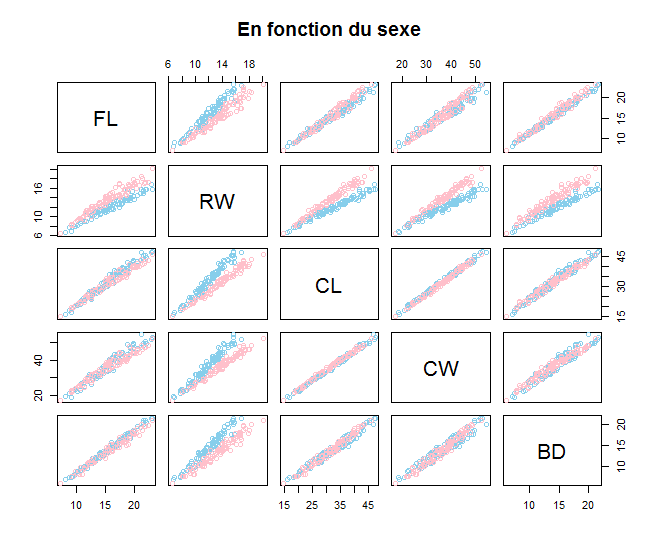 En fonction du sexe
6 10 14 18
20 30 40 50
FL
10 15 20
6 10 16
RW
CL
15 25 35 45
20 40
CW
BD
10 15 20
10 15 20
15 25 35 45
10 15 20